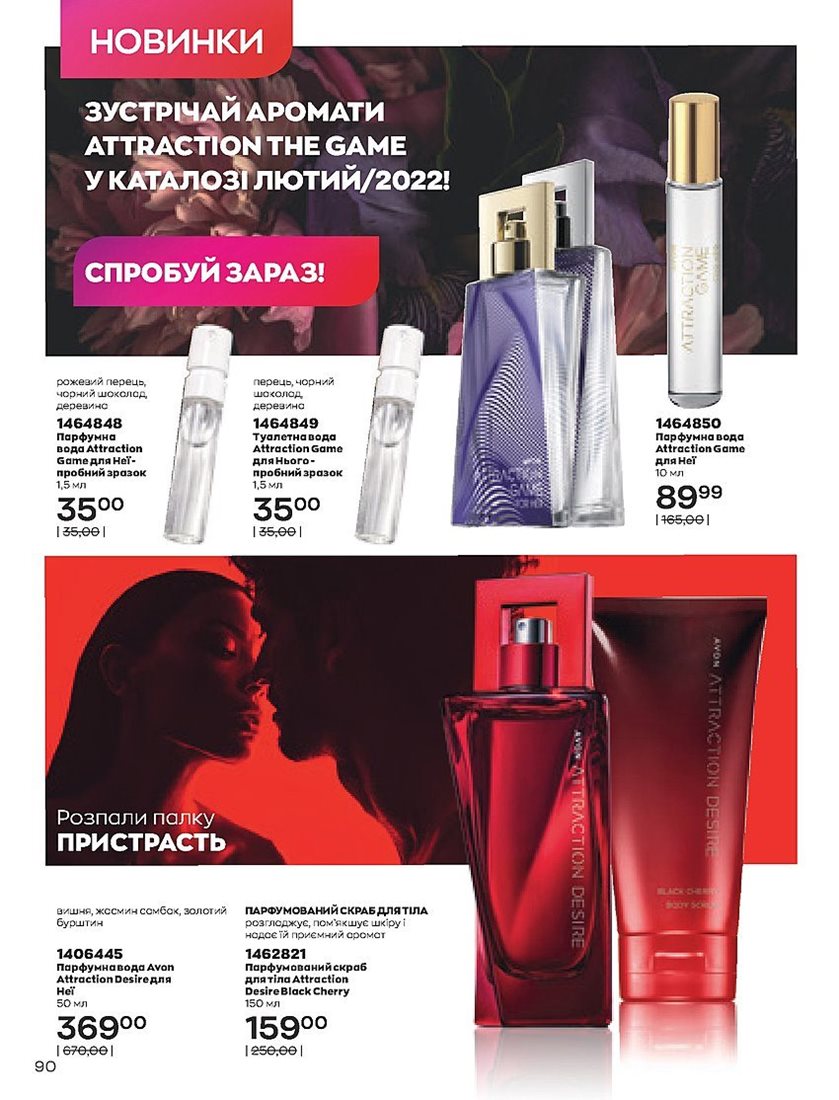 НОВИНКИ
ЗУСТРІЧАЙ АРОМАТИ
ATTRACTION THE GAME
У КАТАЛОЗІ ЛЮТИЙ/2022!
СПРОБУЙ ЗАРАЗ!
ATTRACTION
GAME
рожевий перець,
чорний шоколад,
деревина
1464848
Парфумна
вода Attraction
Game для Неї -
пробний зразок
1,5 мл
35⁰⁰
| 35,00 |
перець, чорний
шоколад,
деревина
1464849
Туалетна вода
Attraction Game
для Нього -
пробний зразок
1,5 мл
35⁰⁰
| 35,00 |
ATTRACTION
GAME
FOR HER
1464850
Парфумна вода
Attraction Game
для Неї
10 мл
89⁹⁹
| 165,00 |
Розпали палку
ПРИСТРАСТЬ
AVON ATTRACTION DESIRE
AVON ATTRACTION DESIRE
BLACK CHERRY
BODY SCRUB
вишня, жасмин самбак, золотий
бурштин
1406445
Парфумна вода Avon
Attraction Desire для
Неї
50 мл
369⁰⁰
| 670,00 |
ПАРФУМОВАНИЙ СКРАБ ДЛЯ ТІЛА
розгладжує, пом'якшує шкіру і
надає їй приємний аромат
1462821
Парфумований скраб
для тіла Attraction
Desire Black Cherry
150 мл
159⁰⁰
| 250,00 |
90